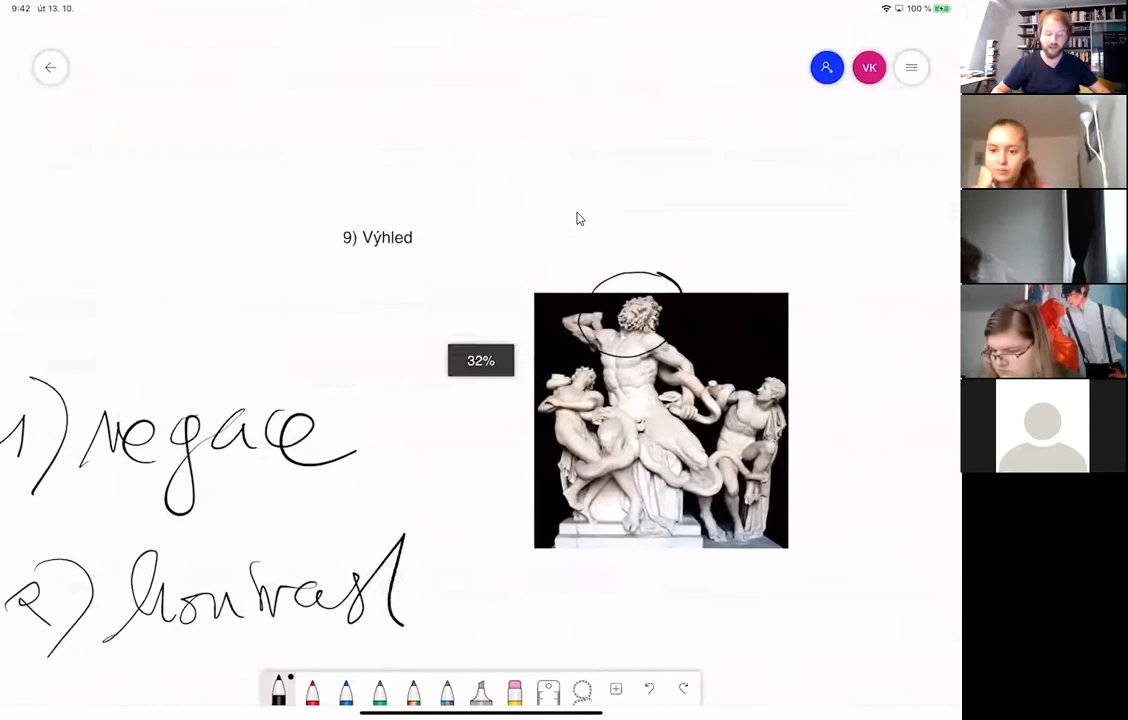 9:42 út 13. 10.
100 %
VK
9) Výhled
32%
1) negace
2) kontrast